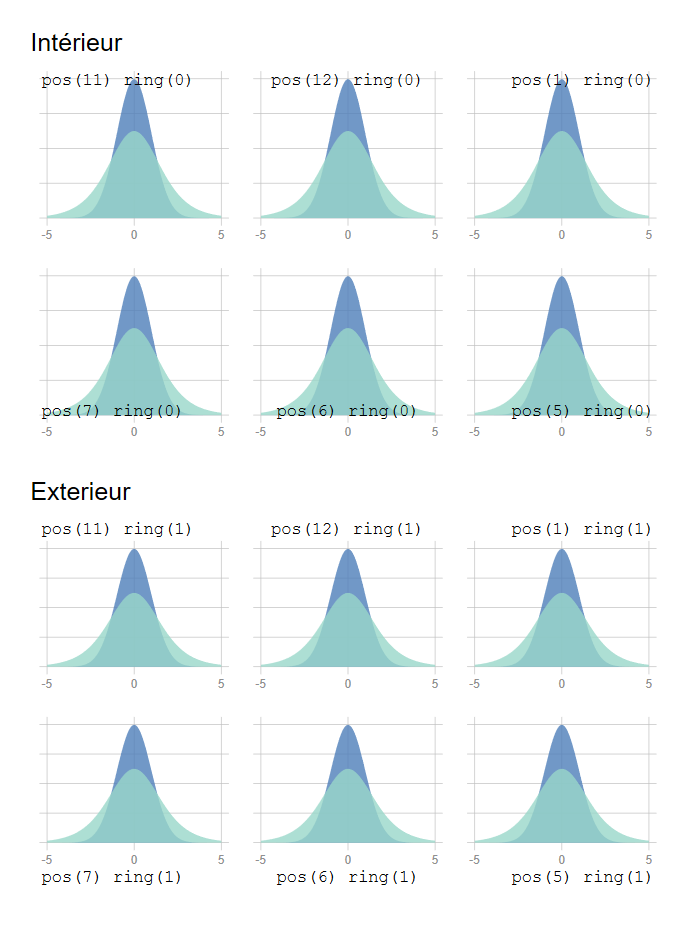 Intérieur
pos(11) ring(0) pos(12) ring(0) pos(1) ring(0)
-5 0 5 -5 0 5 -5 0 5
pos(7) ring(0) pos(6) ring(0) pos(5) ring(0)
-5 0 5 -5 0 5 -5 0 5
Exterieur
pos(11) ring(1) pos(12) ring(1) pos(1) ring(1)
-5 0 5 -5 0 5 -5 0 5
-5 0 5 -5 0 5 -5 0 5
pos(7) ring(1) pos(6) ring(1) pos(5) ring(1)